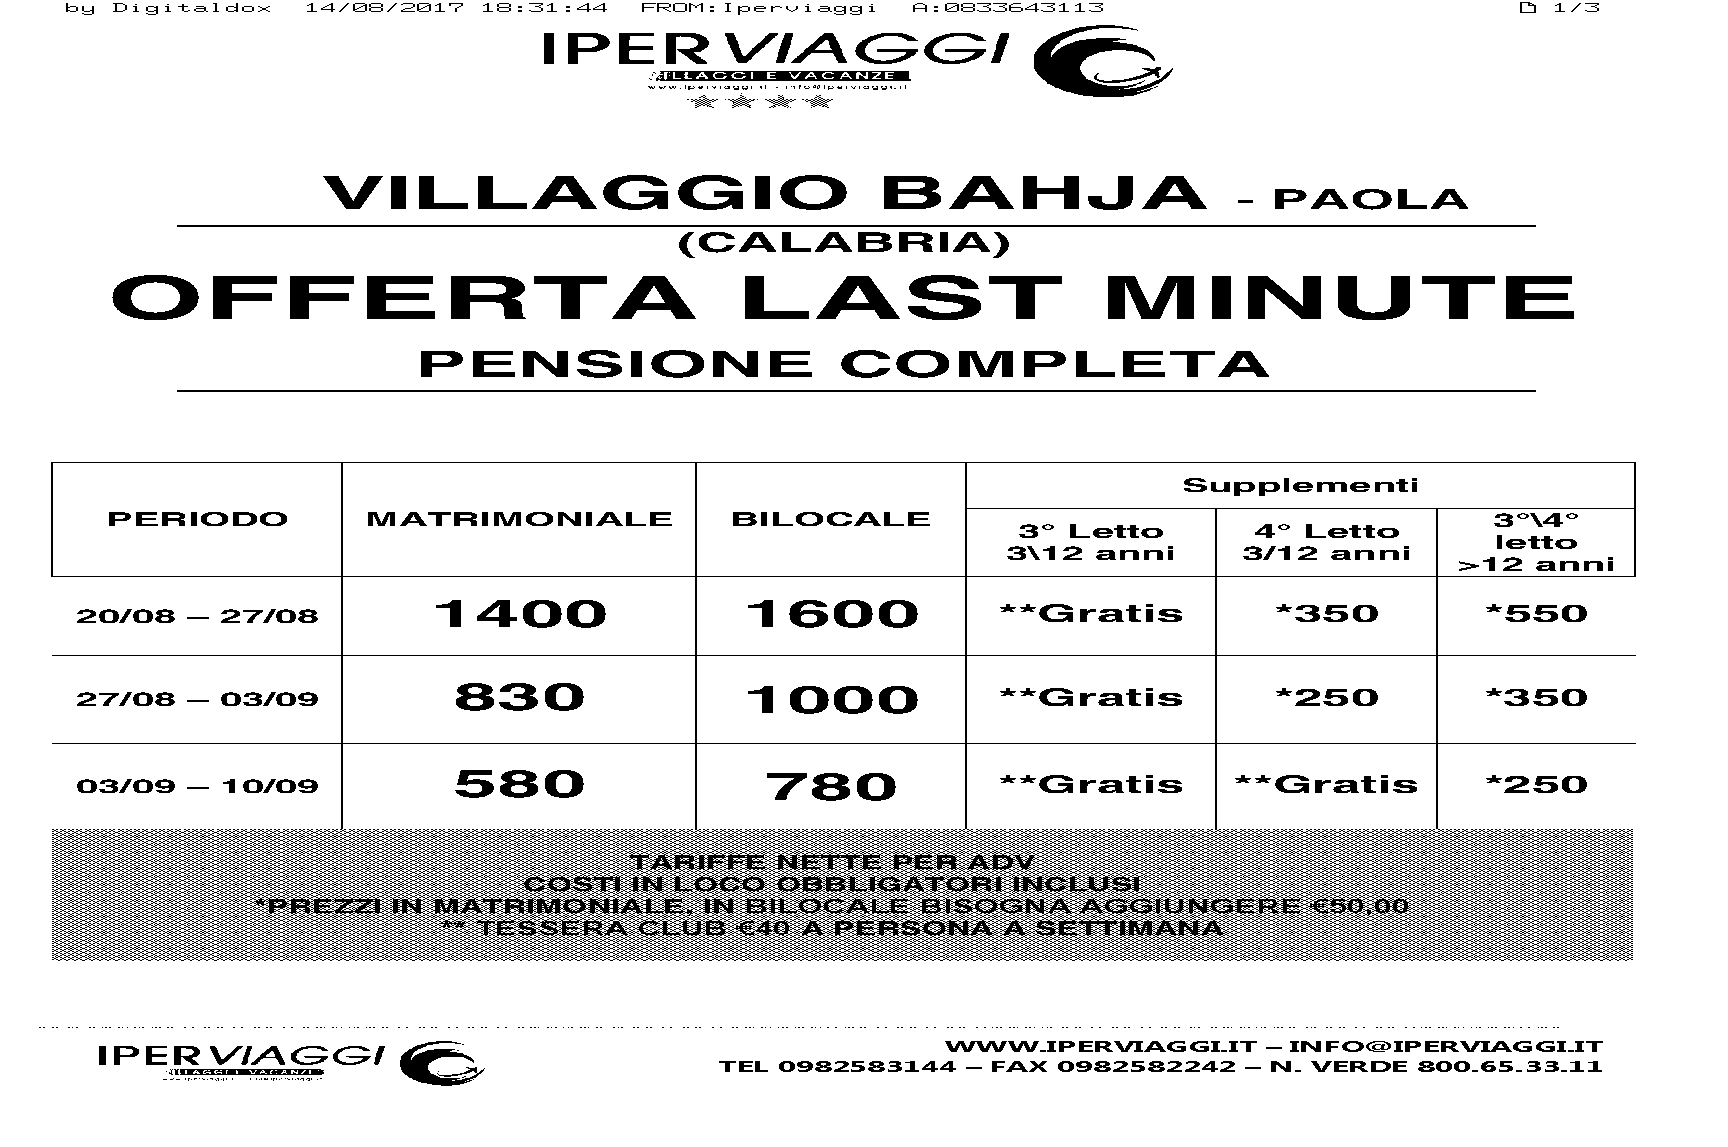 by Digitaldox 14/08/2017 18:31:44 FROM:Iperviaggi A:0833643113 1/3
IPERVIAGGI
VILLAGGI E VACANZE
www.iperviaggi.it - info@iperviaggi.it
VILLAGGIO BAHJA - PAOLA
(CALABRIA)
OFFERTA LAST MINUTE
PENSIONE COMPLETA
PERIODO MATRIMONIALE BILOCALE Supplementi
3° Letto 3\12 anni 4° Letto 3/12 anni 3°\4° letto >12 anni
20/08 – 27/08 1400 1600 **Gratis *350 *550
27/08 – 03/09 830 1000 **Gratis *250 *350
03/09 – 10/09 580 780 **Gratis **Gratis *250
TARIFFE NETTE PER ADV
COSTI IN LOCO OBBLIGATORI INCLUSI
*PREZZI IN MATRIMONIALE, IN BILOCALE BISOGNA AGGIUNGERE €50,00
** TESSERA CLUB €40 A PERSONA A SETTIMANA
IPERVIAGGI
VILLAGGI E VACANZE
WWW.IPERVIAGGI.IT – INFO@IPERVIAGGI.IT
TEL 0982583144 – FAX 0982582242 – N. VERDE 800.65.33.11